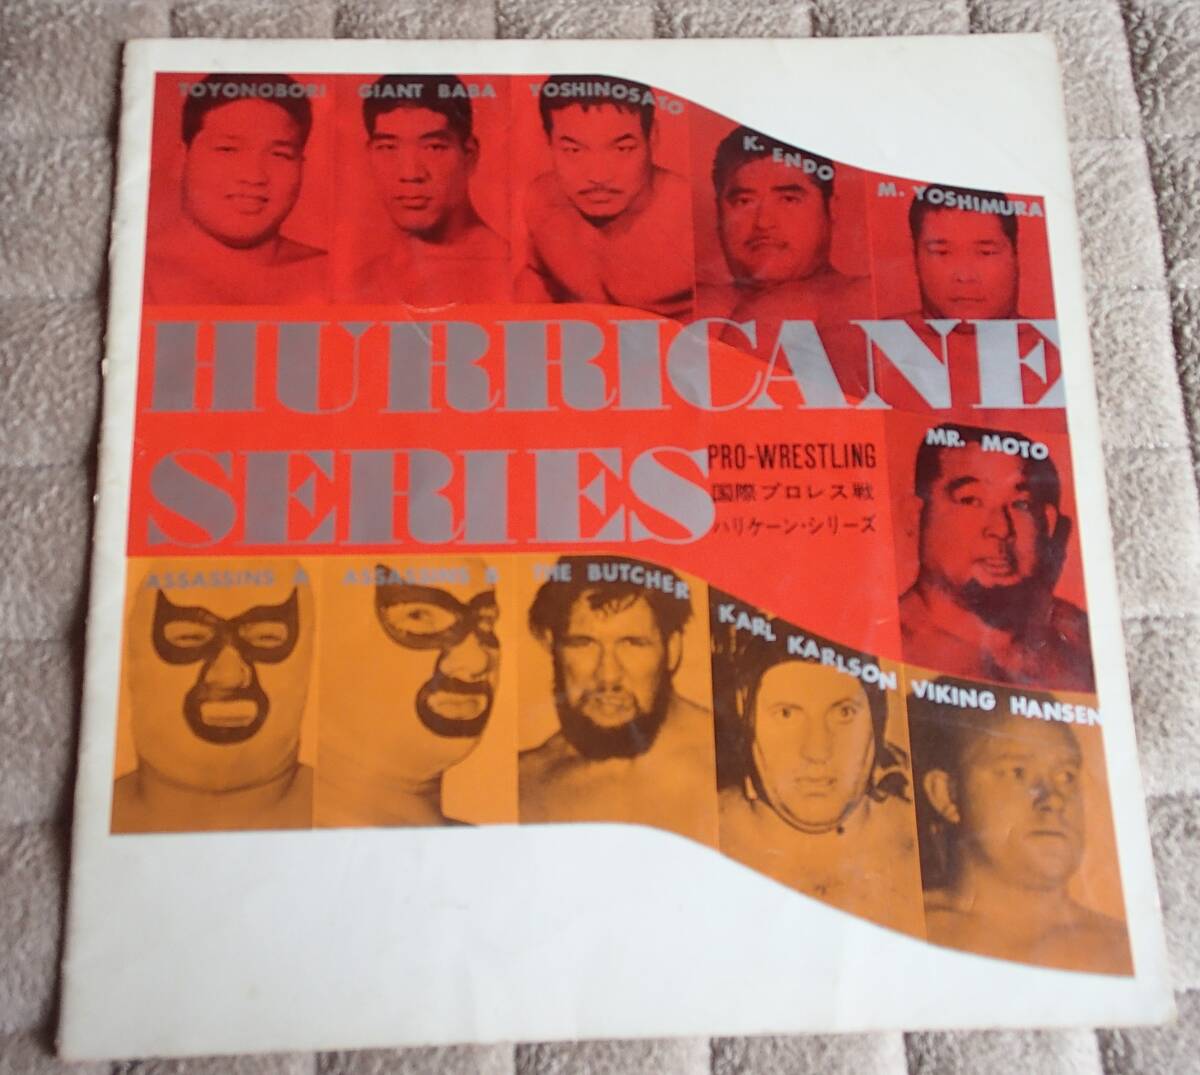 TOYONOBORI
GIANT BABA
YOSHINOSATO
K. ENDO
M. YOSHIMURA
HURRICANE
SERIES
PRO-WRESTLING
国際プロレス戦
ハリケーン・シリーズ
MR. MOTO
ASSASSINS A
ASSASSINS B
THE BUTCHER
KARL KARLSON
VIKING HANSEN